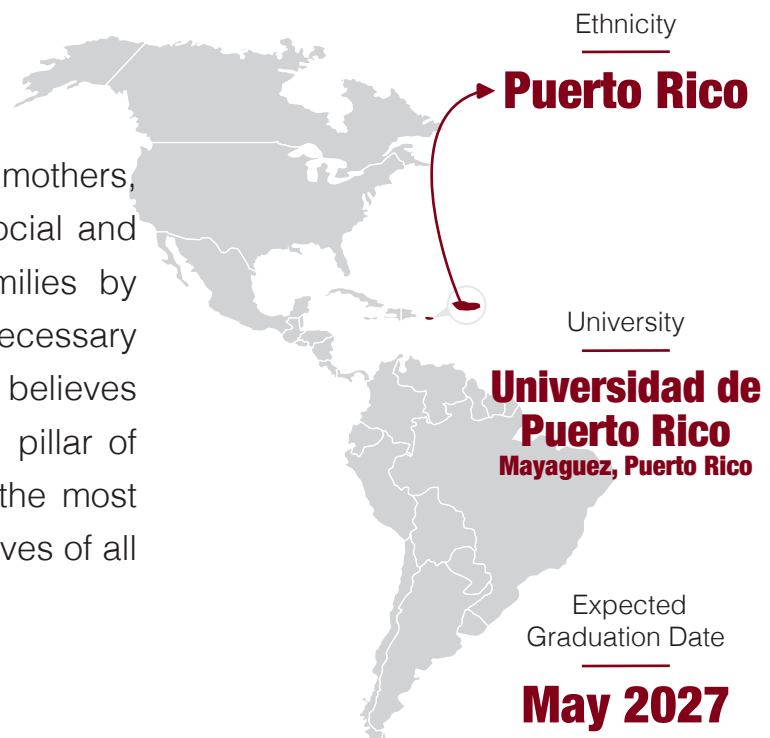 mothers,
ocial and
milies by
ecessary
believes
pillar of
the most
ves of all
Ethnicity
Puerto Rico
University
Universidad de
Puerto Rico
Mayaguez, Puerto Rico
Expected
Graduation Date
May 2027